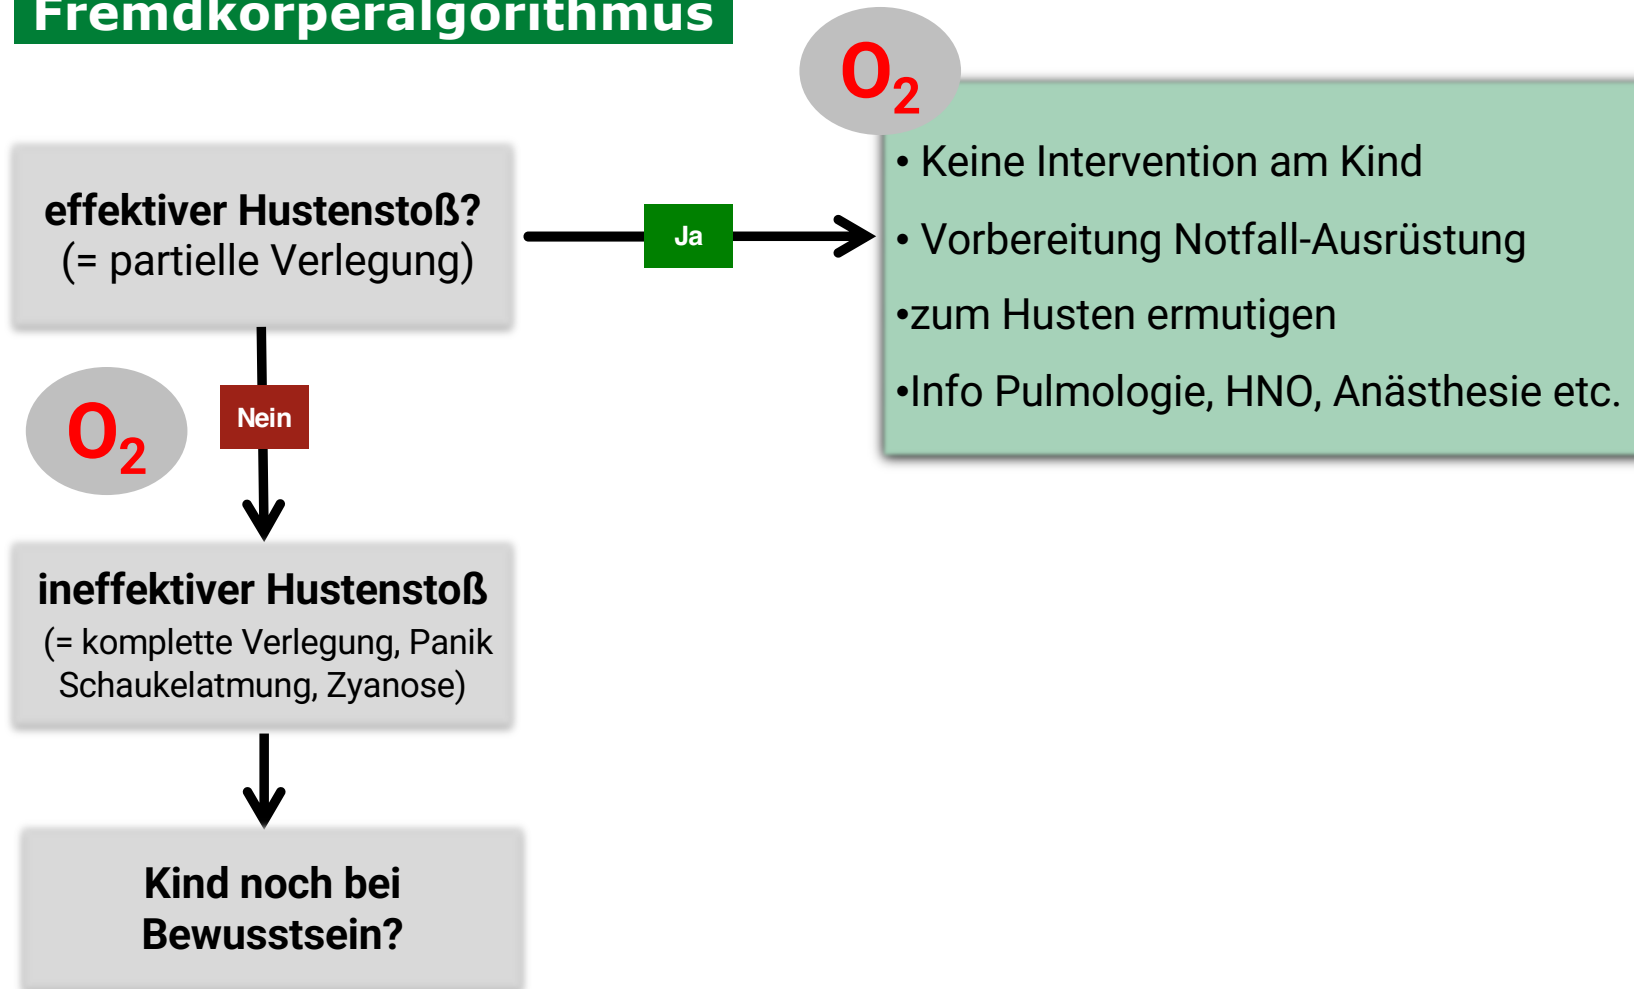 Fremdkörperalgorithmus
O2
effektiver Hustenstoß?
(= partielle Verlegung)
Ja
• Keine Intervention am Kind
• Vorbereitung Notfall-Ausrüstung
•zum Husten ermutigen
•Info Pulmologie, HNO, Anästhesie etc.
O2
Nein
ineffektiver Hustenstoß
(= komplette Verlegung, Panik
Schaukelatmung, Zyanose)
Kind noch bei
Bewusstsein?